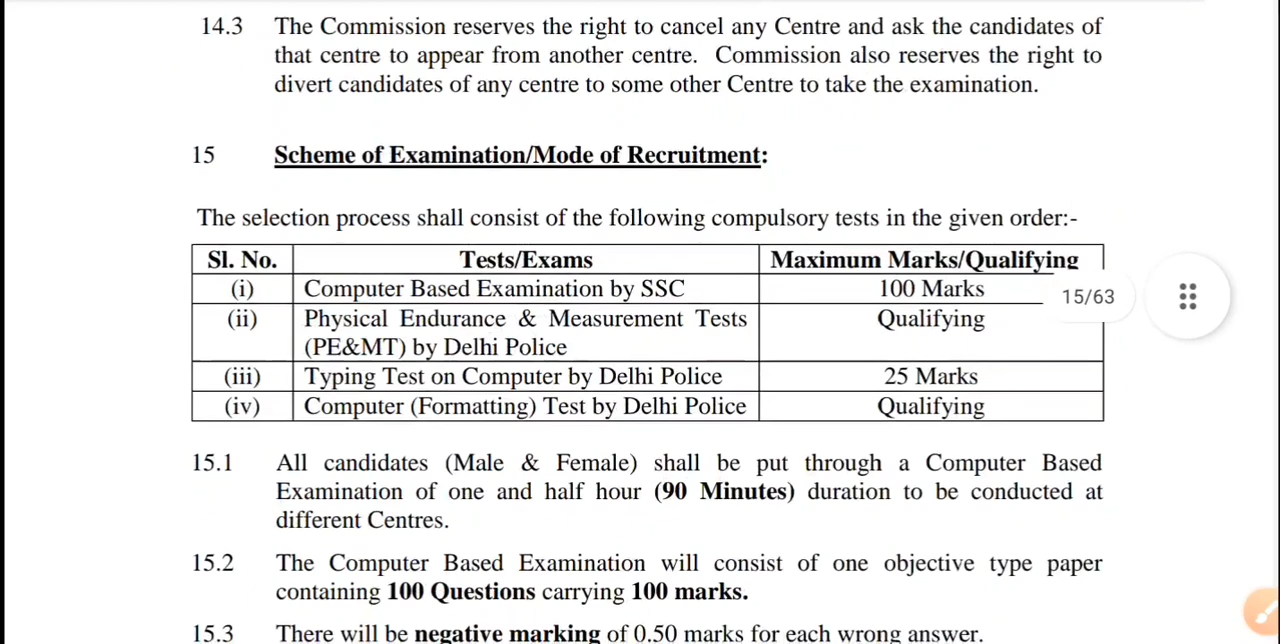 14.3 The Commission reserves the right to cancel any Centre and ask the candidates of
that centre to appear from another centre. Commission also reserves the right to
divert candidates of any centre to some other Centre to take the examination.
15 Scheme of Examination/Mode of Recruitment:
The selection process shall consist of the following compulsory tests in the given order:-
Sl. No. Tests/Exams Maximum Marks/Qualifying
(i) Computer Based Examination by SSC 100 Marks
15/63
(ii) Physical Endurance & Measurement Tests Qualifying
(PE&MT) by Delhi Police
(iii) Typing Test on Computer by Delhi Police 25 Marks
(iv) Computer (Formatting) Test by Delhi Police Qualifying
15.1 All candidates (Male & Female) shall be put through a Computer Based
Examination of one and half hour (90 Minutes) duration to be conducted at
different Centres.
15.2 The Computer Based Examination will consist of one objective type paper
containing 100 Questions carrying 100 marks.
15.3 There will be negative marking of 0.50 marks for each wrong answer.